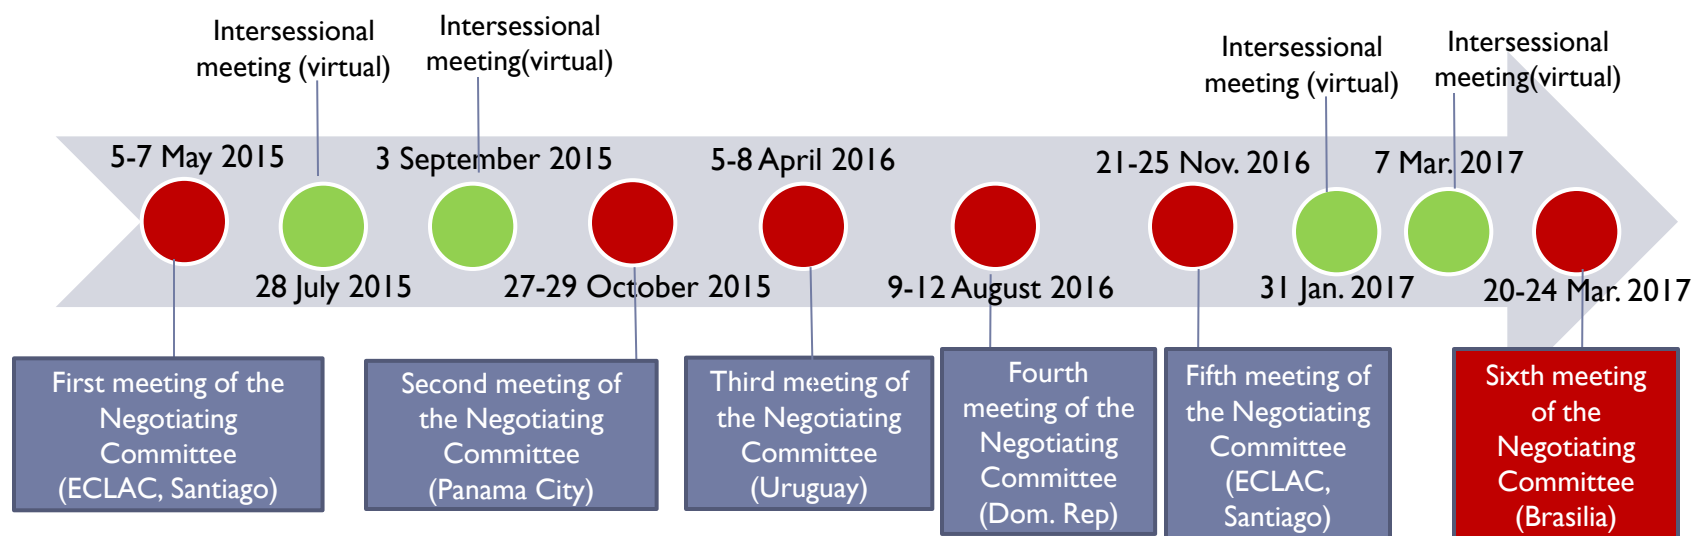 Intersessional
meeting (virtual)
Intersessional
meeting(virtual)
Intersessional
meeting (virtual)
Intersessional
meeting(virtual)
5-7 May 2015
3 September 2015
5-8 April 2016
21-25 Nov. 2016
7 Mar. 2017
28 July 2015
27-29 October 2015
9-12 August 2016
31 Jan. 2017
20-24 Mar. 2017
First meeting of the
Negotiating
Committee
(ECLAC, Santiago)
Second meeting of
the Negotiating
Committee
(Panama City)
Third meeting of
the Negotiating
Committee
(Uruguay)
Fourth
meeting of the
Negotiating
Committee
(Dom. Rep)
Fifth meeting of
the Negotiating
Committee
(ECLAC,
Santiago)
Sixth meeting
of the
Negotiating
Committee
(Brasilia)